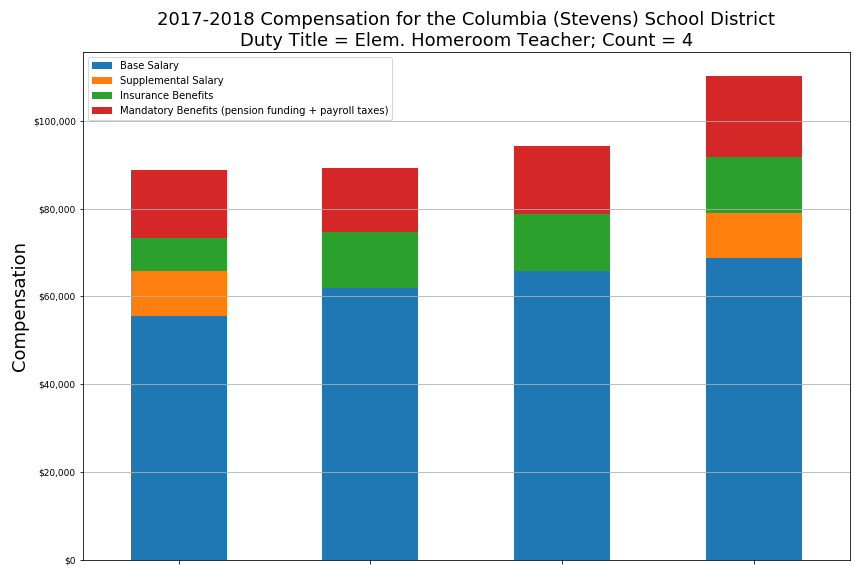 2017-2018 Compensation for the Columbia (Stevens) School District
Duty Title = Elem. Homeroom Teacher; Count = 4
Base Salary
Supplemental Salary
Insurance Benefits
Mandatory Benefits (pension funding + payroll taxes)
$100,000
$80,000
$60,000
$40,000
$20,000
$0
Compensation